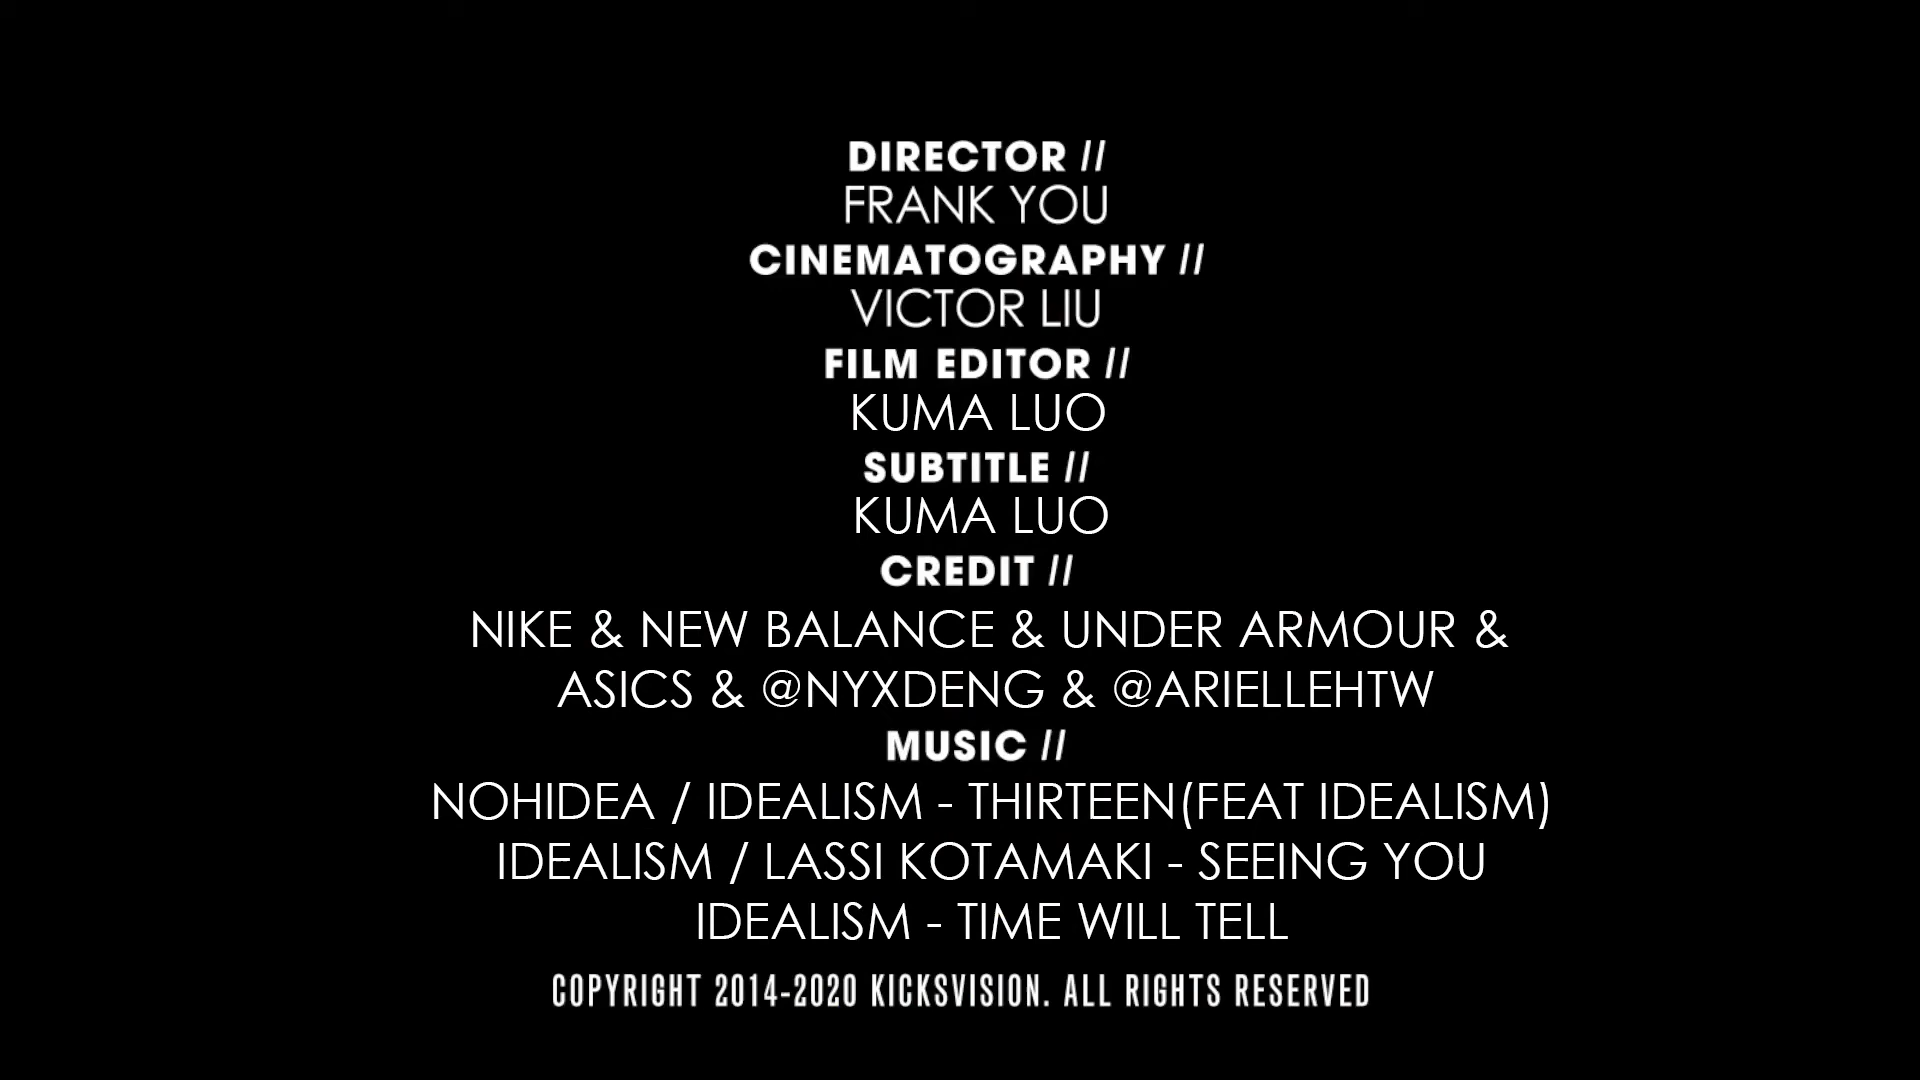 DIRECTOR //
FRANK YOU
CINEMATOGRAPHY //
VICTOR LIU
FILM EDITOR //
KUMA LUO
SUBTITLE //
KUMA LUO
CREDIT //
NIKE & NEW BALANCE & UNDER ARMOUR &
ASICS & @NYXDENG & @ARIELLEHTW
MUSIC //
NOHIDEA / IDEALISM - THIRTEEN(FEAT IDEALISM)
IDEALISM / LASSI KOTAMAKI - SEEING YOU
IDEALISM - TIME WILL TELL
COPYRIGHT 2014-2020 KICKSVISION. ALL RIGHTS RESERVED